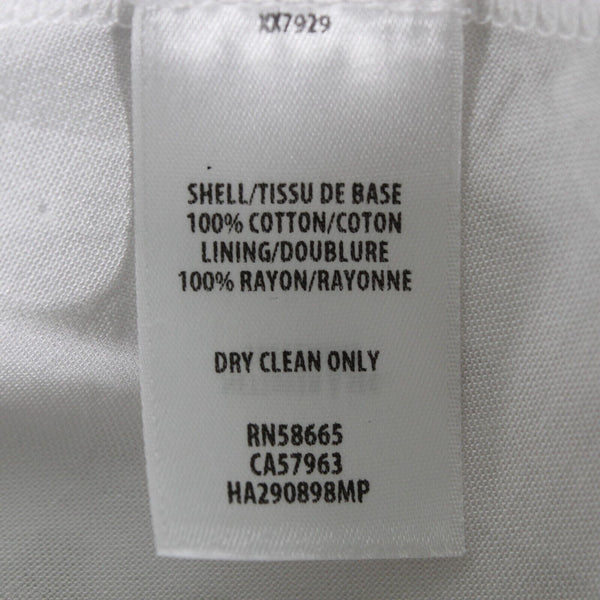 XX7929
SHELL/TISSU DE BASE
100% COTTON/COTON
LINING/DOUBLURE
100% RAYON/RAYONNE
DRY CLEAN ONLY
RN58665
CA57963
HA290898MP